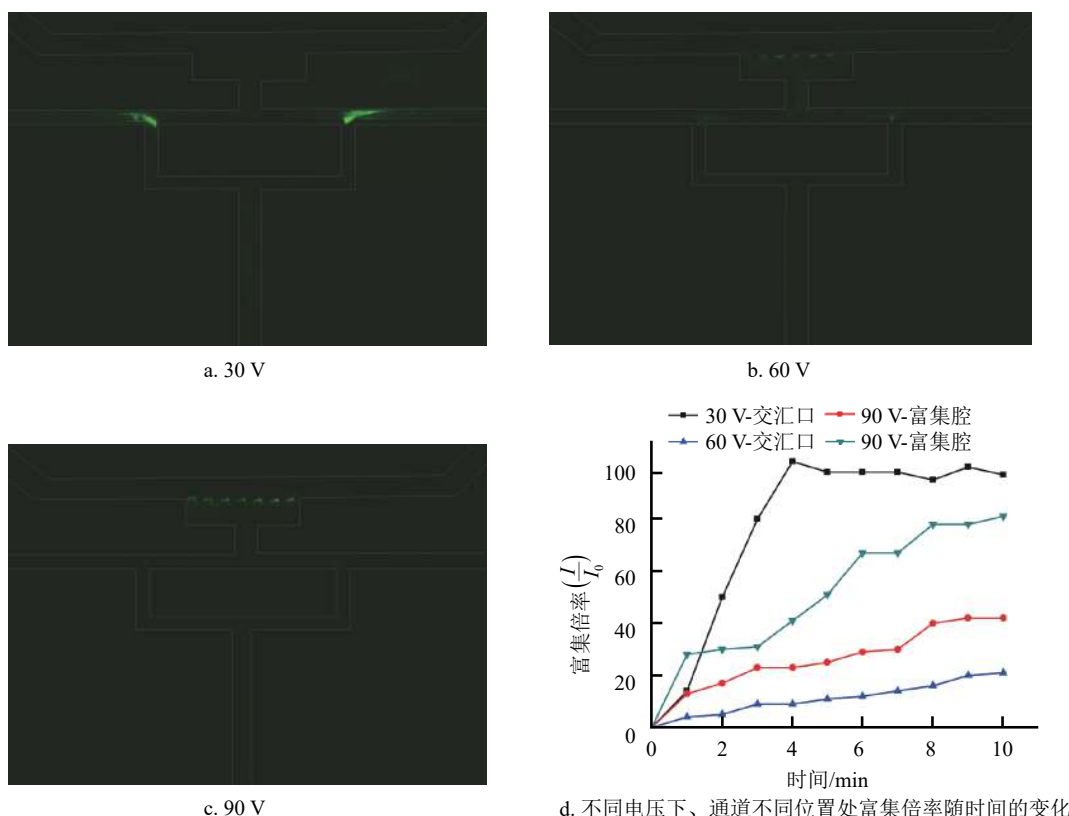 a. 30 V
b. 60 V
30 V-交汇口 90 V-富集腔
60 V-交汇口 90 V-富集腔
富集倍率(I/I0)
100
80
60
40
20
0
0 2 4 6 8 10
时间/min
c. 90 V
d. 不同电压下、通道不同位置处富集倍率随时间的变化